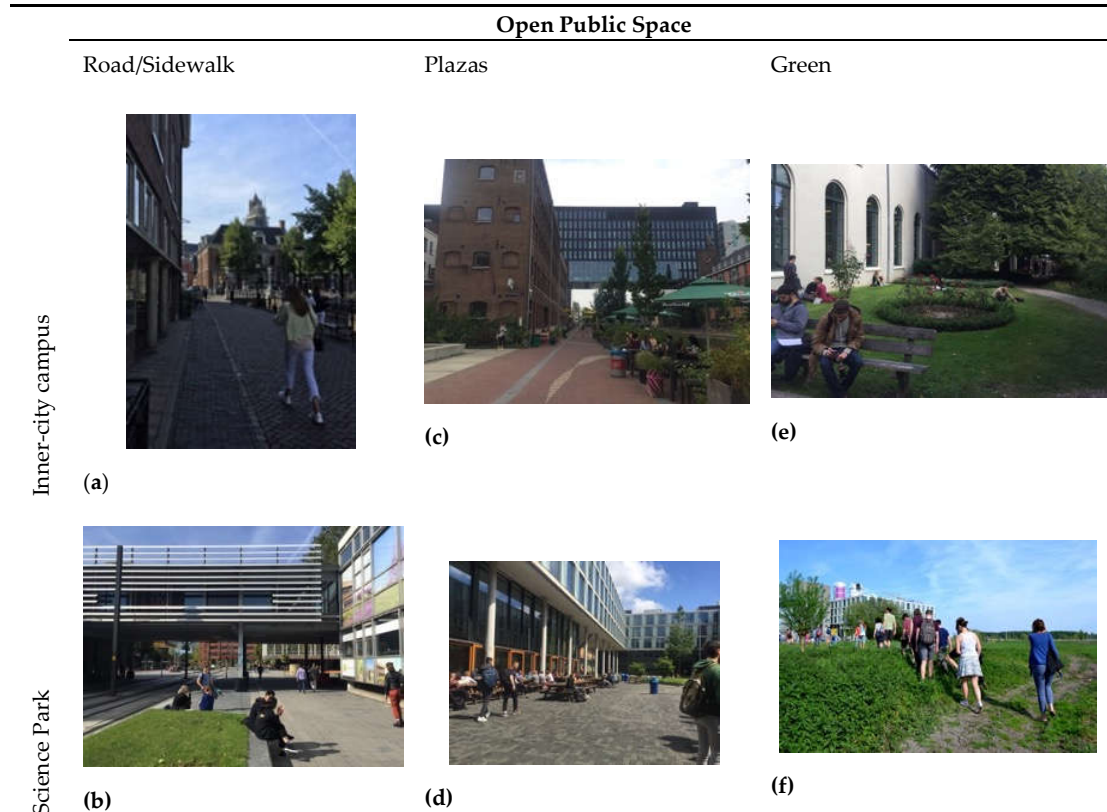 Open Public Space
Road/Sidewalk Plazas Green
Inner-city campus
(c) (e)
(a)
Science Park
(b) (d) (f)